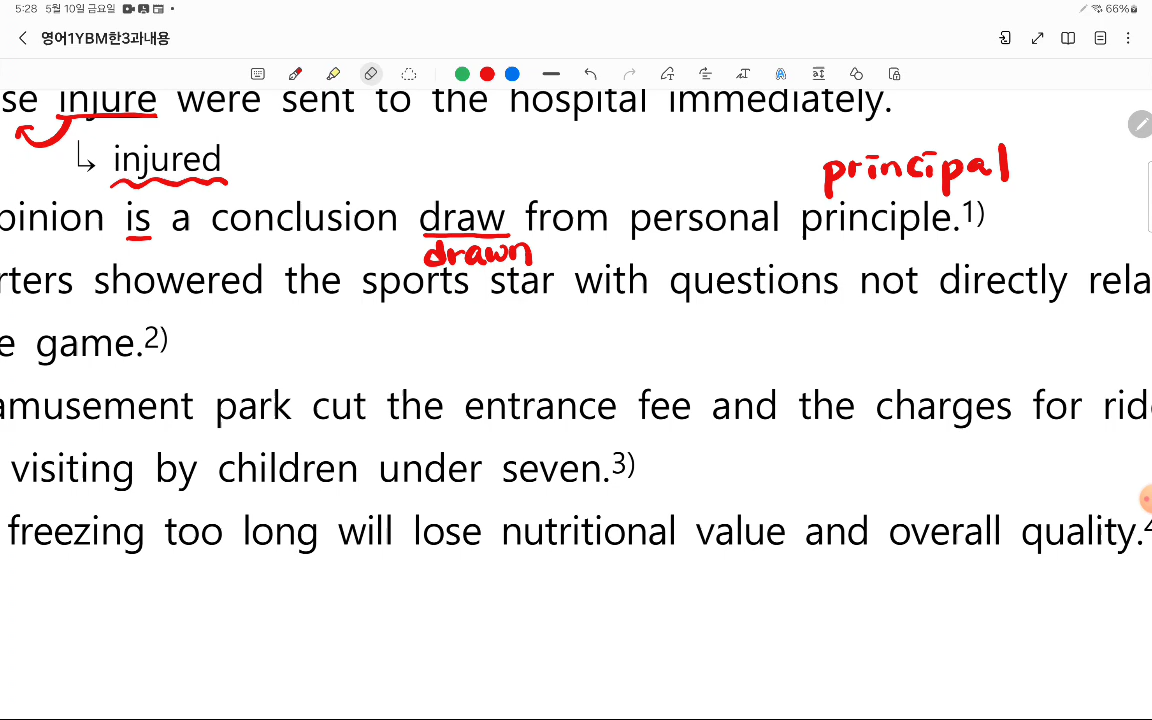 5:28 5월 10일 금요일 66%
영어1YBM한3과내용
se injure were sent to the hospital immediately.
↳ injured
principal
pinion is a conclusion draw from personal principle.1)
drawn
rters showered the sports star with questions not directly rela
e game.2)
amusement park cut the entrance fee and the charges for rid
visiting by children under seven.3)
freezing too long will lose nutritional value and overall quality.4